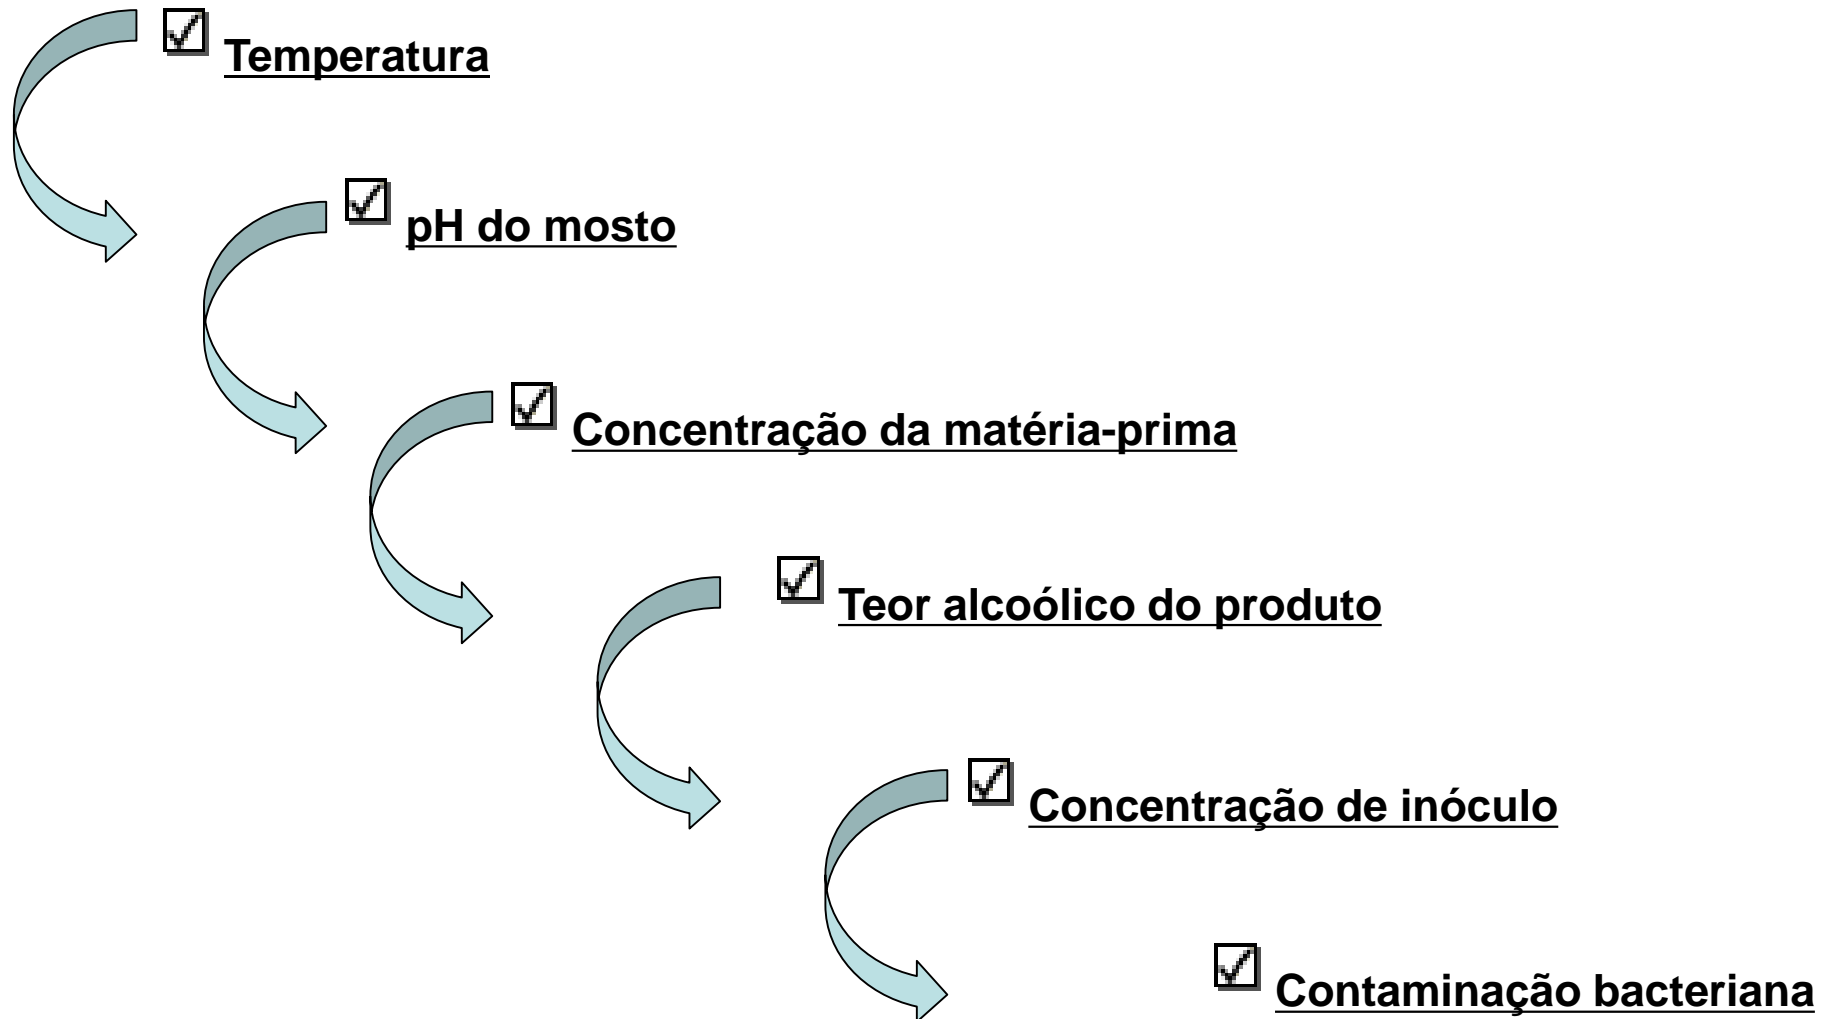 Temperatura
pH do mosto
Concentração da matéria-prima
Teor alcoólico do produto
Concentração de inóculo
Contaminação bacteriana